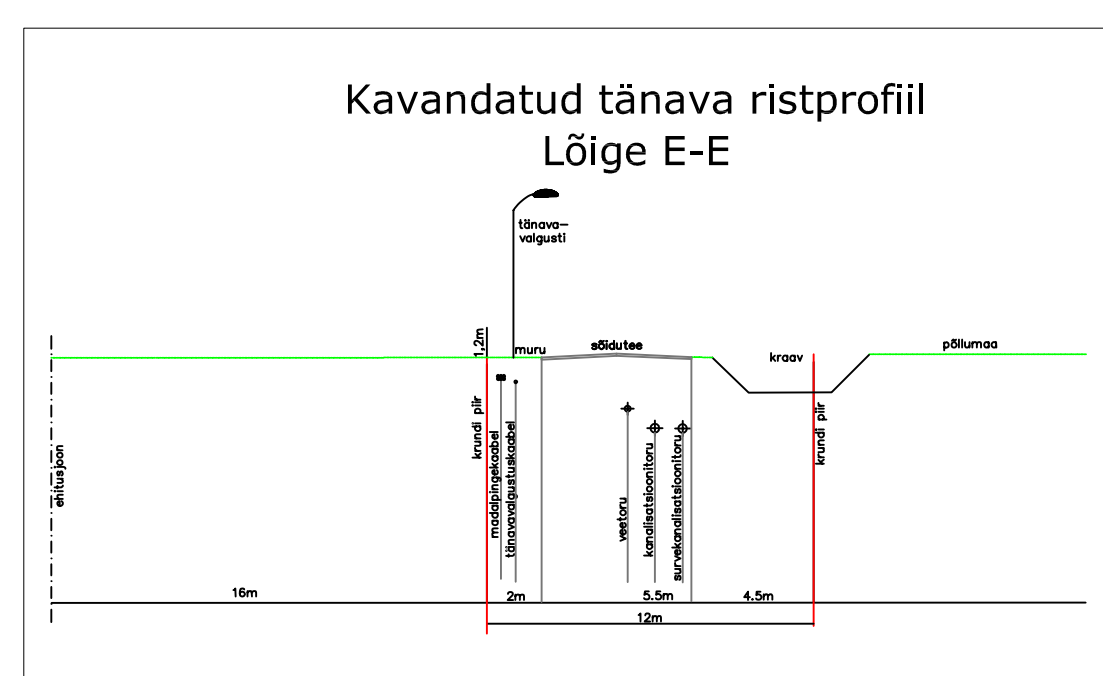 Kavandatud tänava ristprofiil
Lõige E-E
tänava-
valgusti
1,2m
muru
sõidutee
kraav
põllumaa
ehitusjoon
krundi piir
madalpingekaabel
tänavavalgustuskaabel
veetoru
kanalisatsioonitoru
survekanalisatsioonitoru
krundi piir
16m
2m
5.5m
4.5m
12m